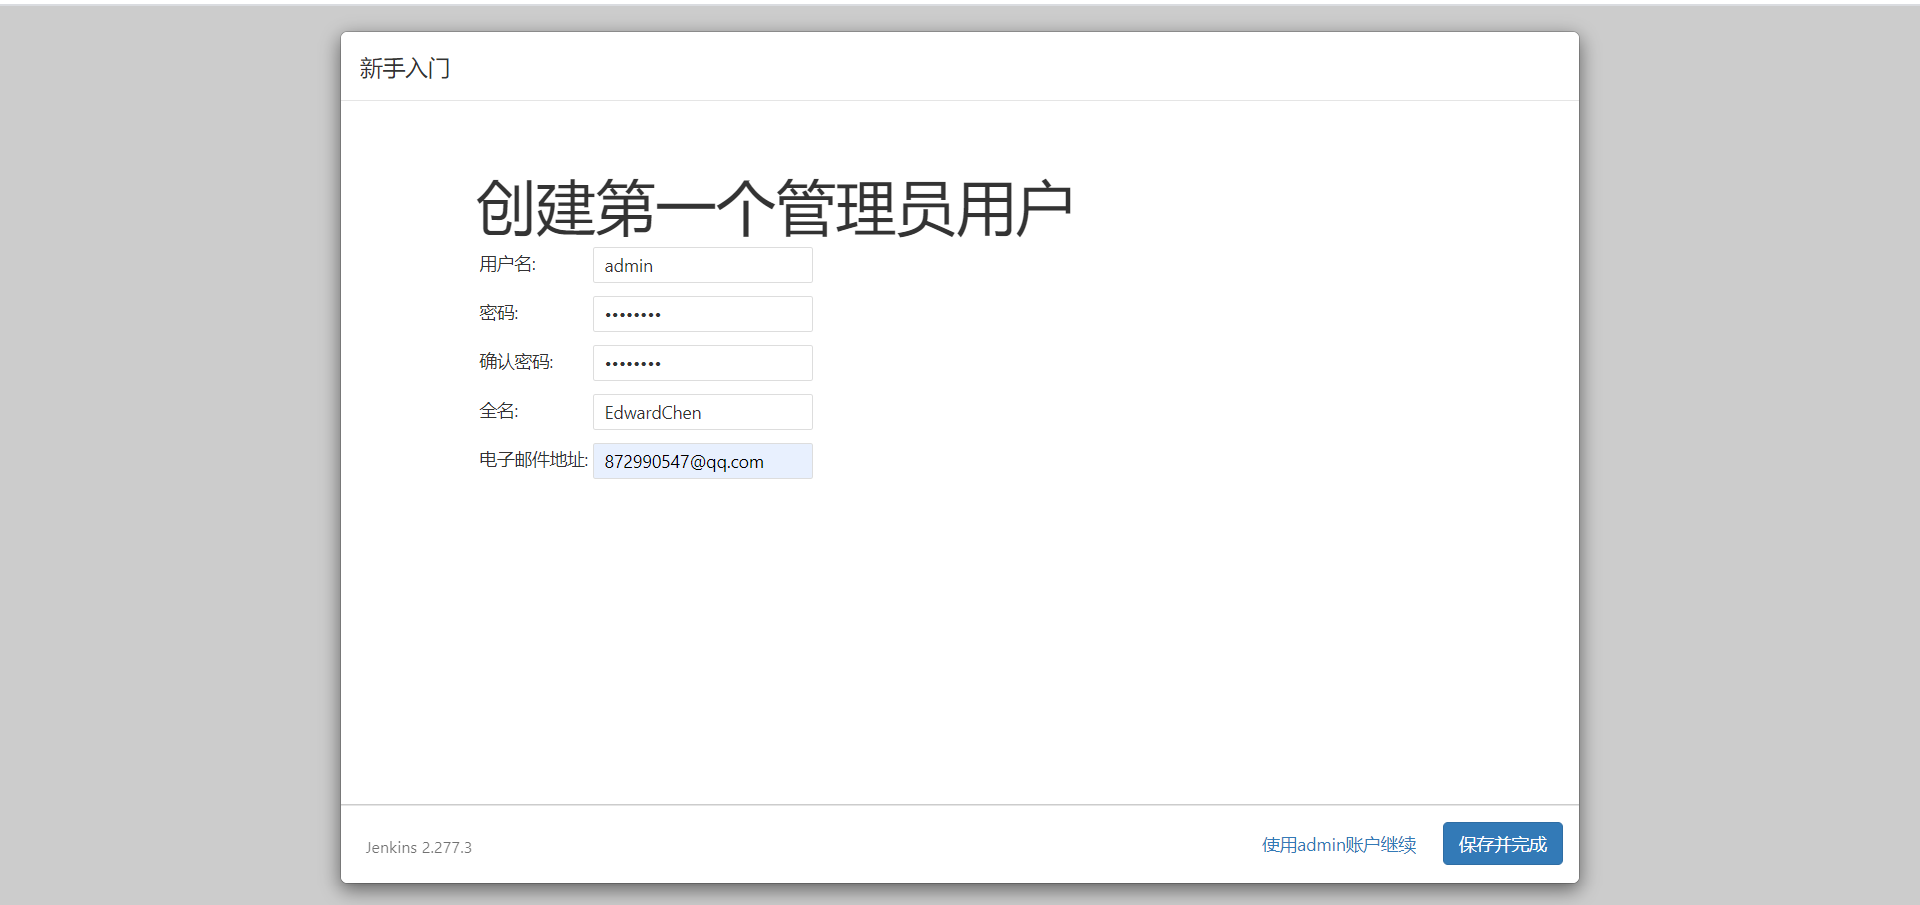 新手入门
创建第一个管理员用户
用户名: admin
密码: ••••••••
确认密码: ••••••••
全名: EdwardChen
电子邮件地址: 872990547@qq.com
Jenkins 2.277.3 使用admin账户继续 保存并完成